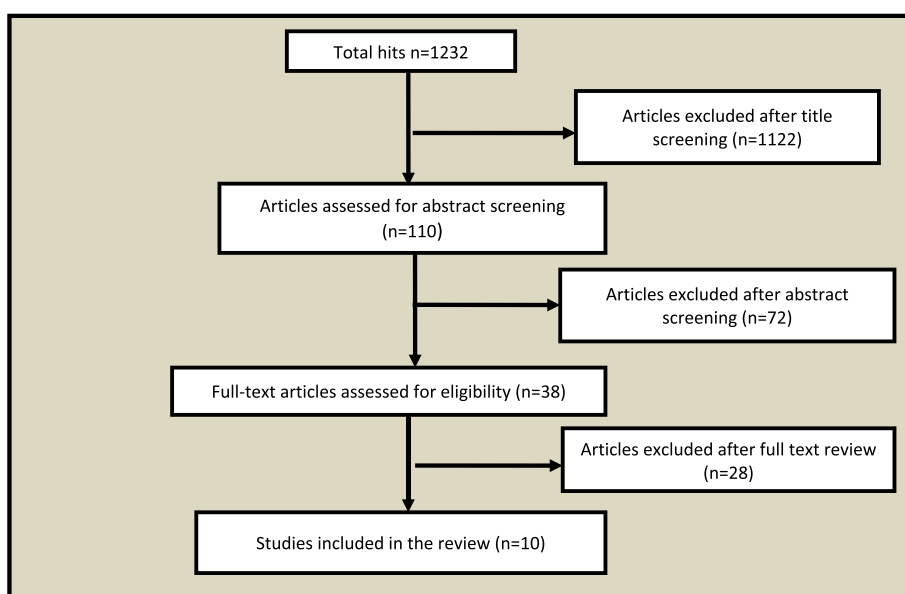 Total hits n=1232
Articles excluded after title
screening (n=1122)
Articles assessed for abstract screening
(n=110)
Articles excluded after abstract
screening (n=72)
Full-text articles assessed for eligibility (n=38)
Articles excluded after full text review
(n=28)
Studies included in the review (n=10)